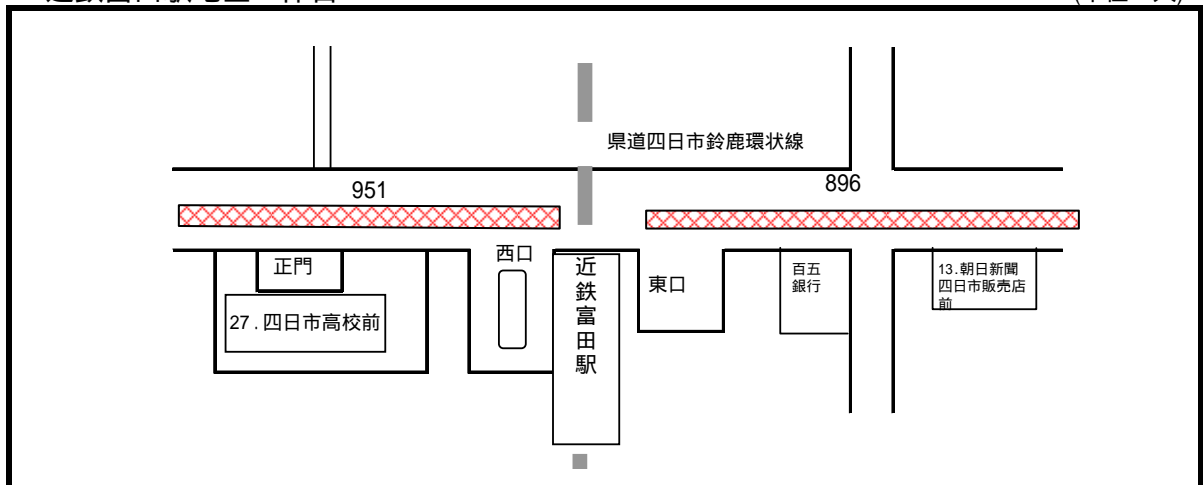 県道四日市鈴鹿環状線
951
896
西口
正門
27．四日市高校前
近鉄富田駅
東口
百五
銀行
13.朝日新聞
四日市販売店
前